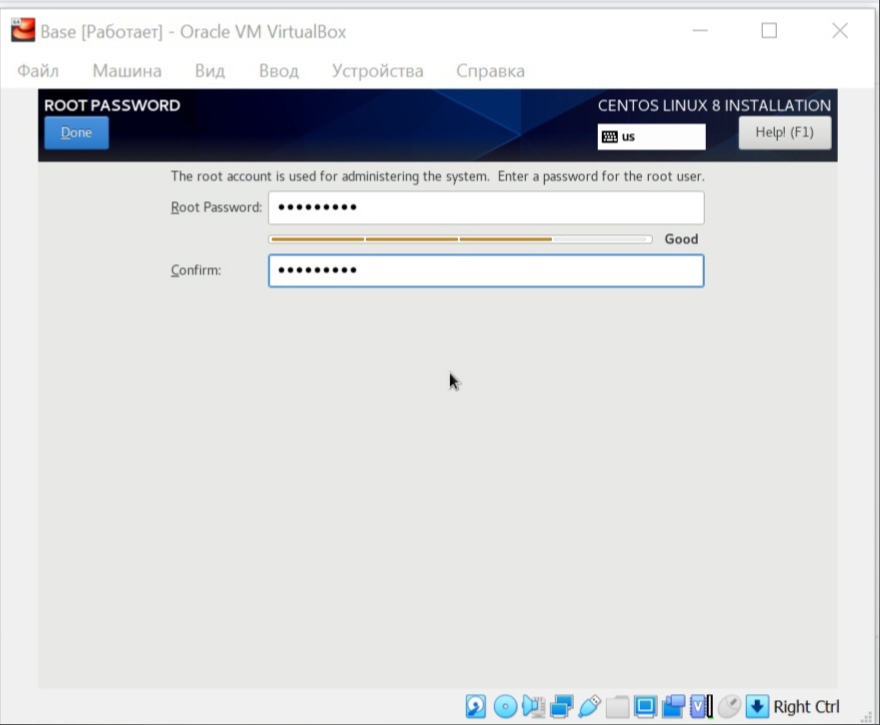 Base [Работает] - Oracle VM VirtualBox
Файл Машина Вид Ввод Устройства Справка
ROOT PASSWORD CENTOS LINUX 8 INSTALLATION
Done us Help! (F1)
The root account is used for administering the system. Enter a password for the root user.
Root Password: •••••••••
Good
Confirm: •••••••••
Right Ctrl